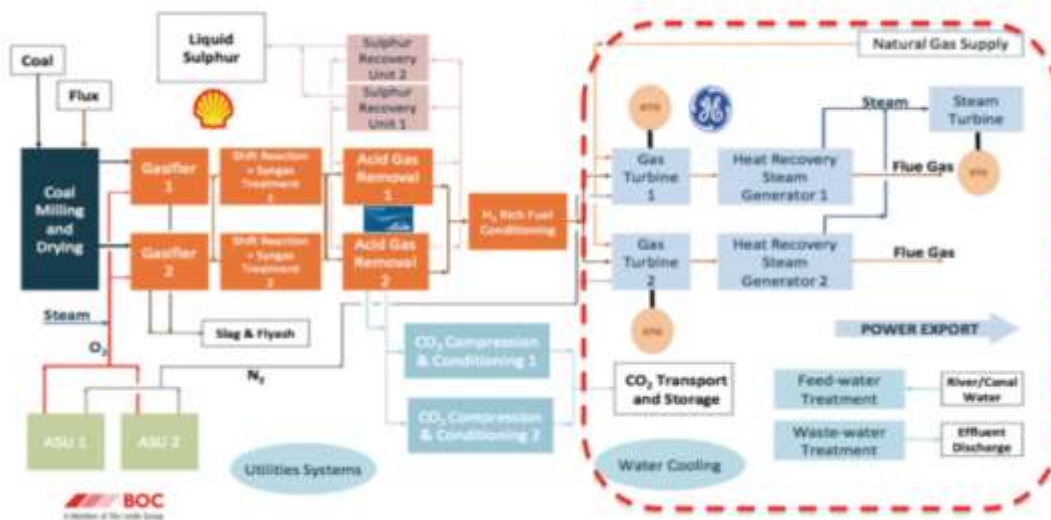 Coal
Flux
Liquid
Sulphur
Sulphur
Recovery
Unit 2
Sulphur
Recovery
Unit 1
Natural Gas Supply
Steam
Steam
Turbine
Coal
Milling
and
Drying
Gasifier
1
Shift Reaction
+ Syngas
Treatment
Acid Gas
Removal
1
H₂ Rich Fuel
Conditioning
Gas
Turbine
1
Heat Recovery
Steam
Generator 1
Flue Gas
Gasifier
2
Shift Reaction
+ Syngas
Treatment
2
Acid Gas
Removal
2
Gas
Turbine
2
Heat Recovery
Steam
Generator 2
Flue Gas
Steam
O₂
Slag & Flyash
N₂
CO₂ Compression
& Conditioning 1
CO₂ Compression
& Conditioning 2
CO₂ Transport
and Storage
POWER EXPORT
Feed-water
Treatment
River/Canal
Water
Waste-water
Treatment
Effluent
Discharge
ASU 1
ASU 2
Utilities Systems
Water Cooling
BOC
A Member of The Linde Group